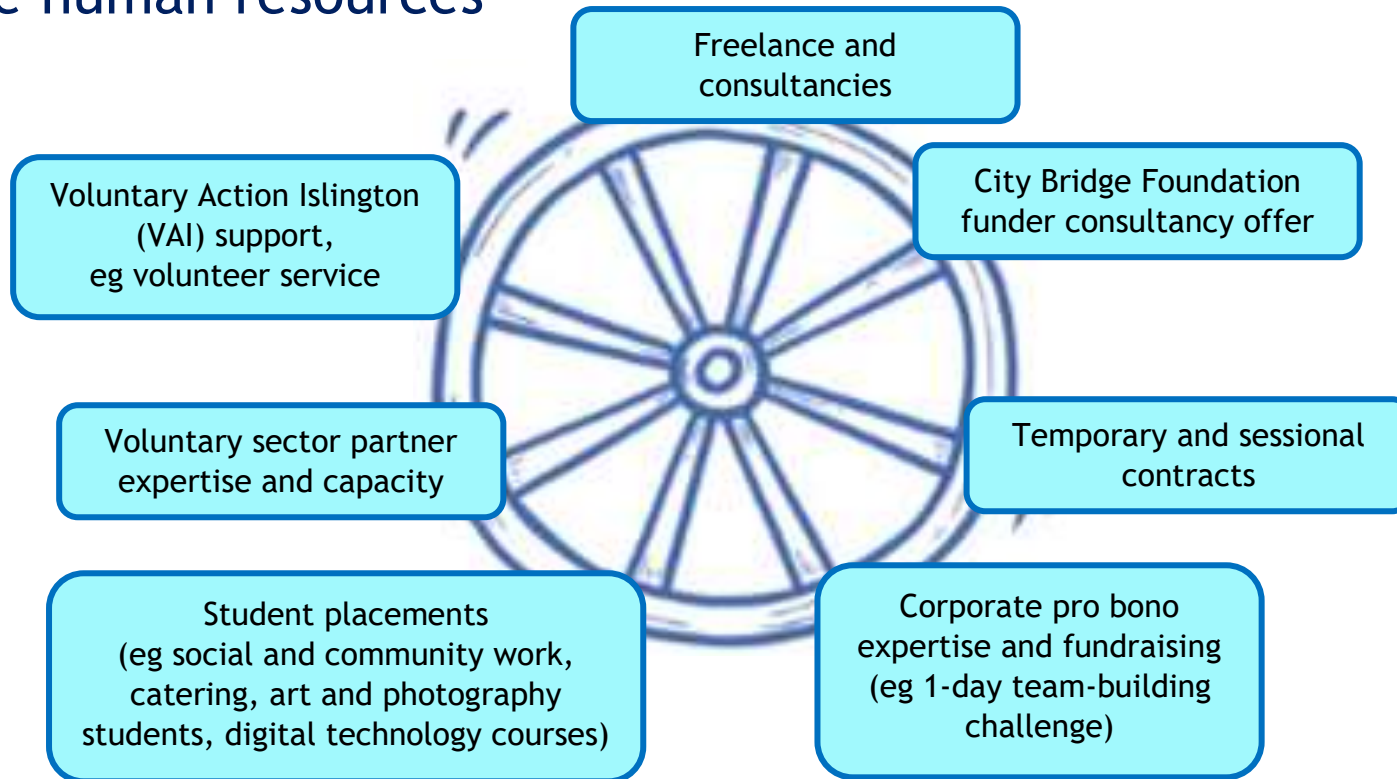 human resources
Freelance and
consultancies
City Bridge Foundation
funder consultancy offer
Temporary and sessional
contracts
Corporate pro bono
expertise and fundraising
(eg 1-day team-building
challenge)
Student placements
(eg social and community work,
catering, art and photography
students, digital technology courses)
Voluntary sector partner
expertise and capacity
Voluntary Action Islington
(VAI) support,
eg volunteer service